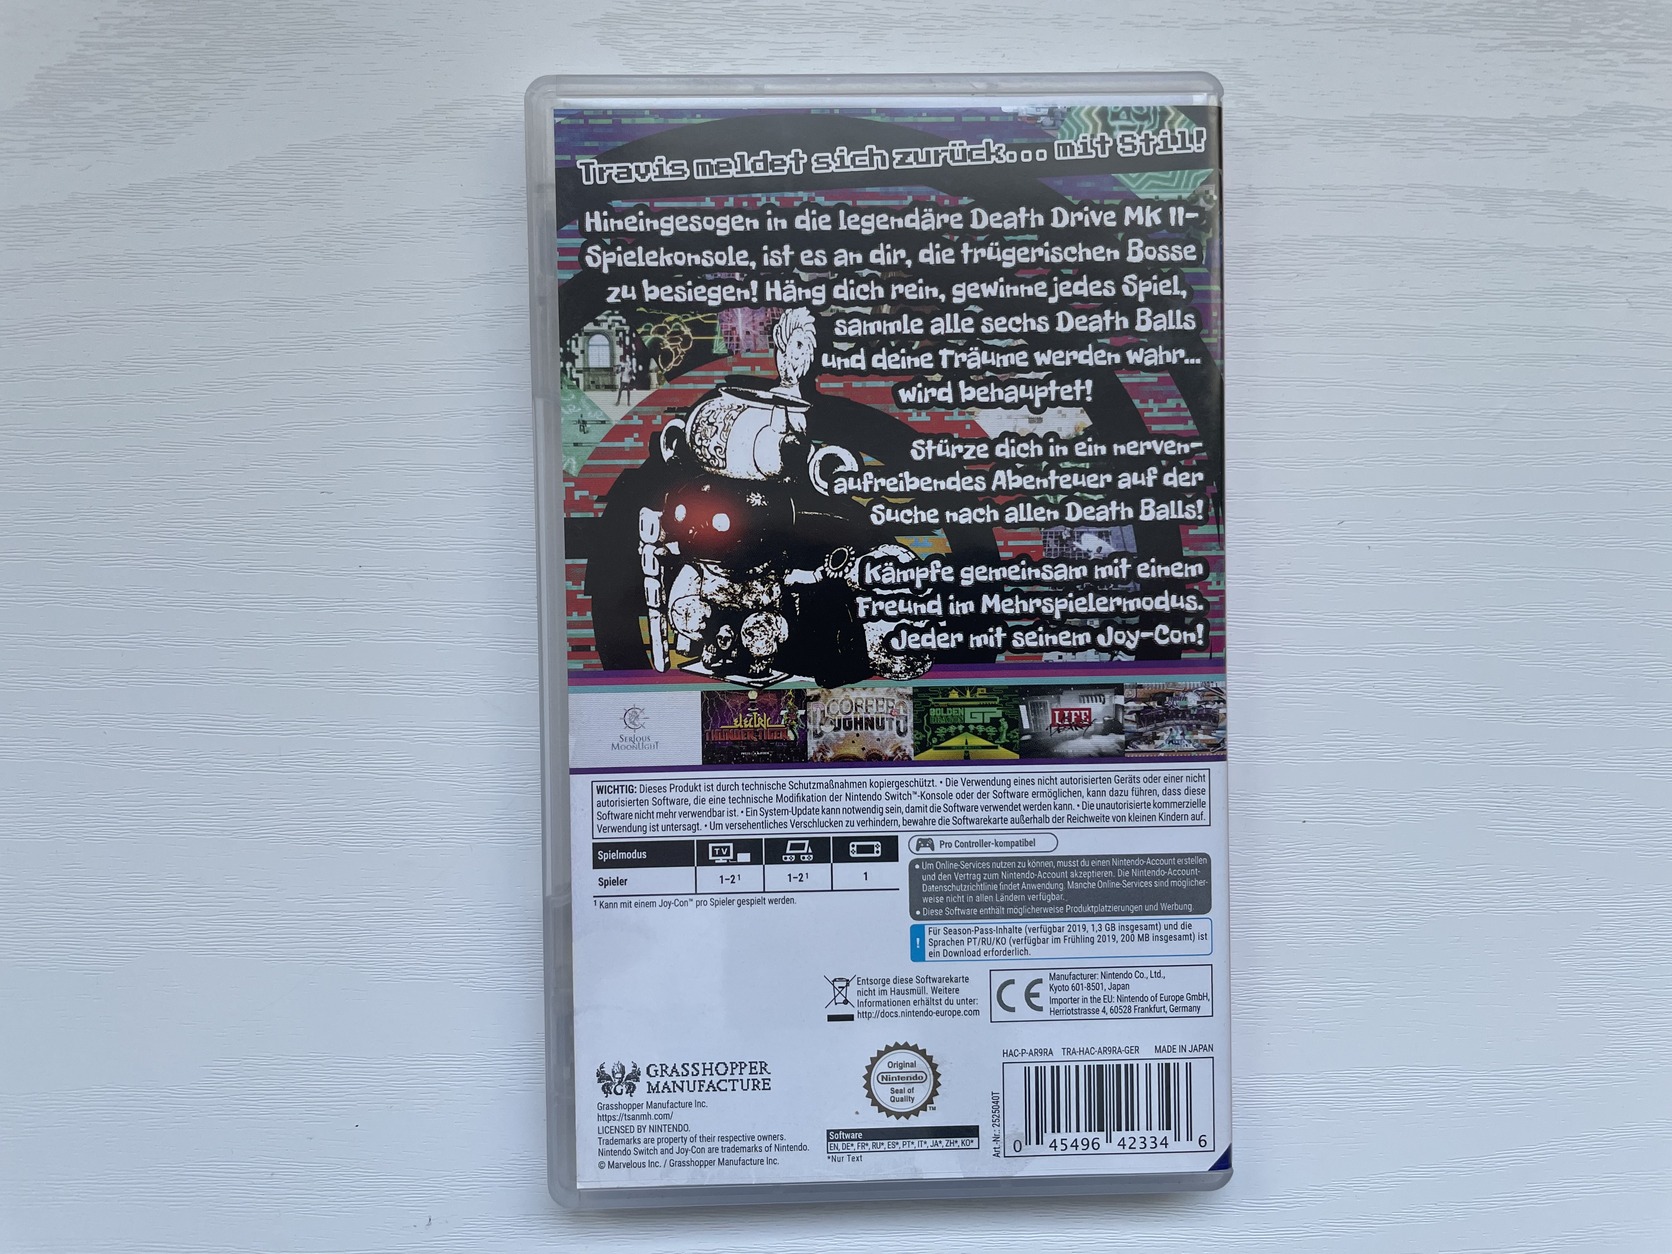 Travis meldet sich zurück... mit Stil!
Hineingesogen in die legendäre Death Drive MK II-
Spielekonsole, ist es an dir, die trügerischen Bosse
zu besiegen! Häng dich rein, gewinne jedes Spiel,
sammle alle sechs Death Balls
und deine Träume werden wahr...
wird behauptet!
Stürze dich in ein nerven-
aufreibendes Abenteuer auf der
Suche nach allen Death Balls!
Kämpfe gemeinsam mit einem
Freund im Mehrspielermodus.
Jeder mit seinem Joy-Con!
SERIOUS
MOONLIGHT
ELECTRIC
THUNDER TIGER
COFFEE
DOUGHNUTS
GOLDEN
DRAGON GP
LIFE
WICHTIG: Dieses Produkt ist durch technische Schutzmaßnahmen kopiergeschützt. • Die Verwendung eines nicht autorisierten Geräts oder einer nicht
autorisierten Software, die eine technische Modifikation der Nintendo Switch™-Konsole oder der Software ermöglichen, kann dazu führen, dass diese
Software nicht mehr verwendbar ist. • Ein System-Update kann notwendig sein, damit die Software verwendet werden kann. • Die unautorisierte kommerzielle
Verwendung ist untersagt. • Um versehentliches Verschlucken zu verhindern, bewahre die Softwarekarte außerhalb der Reichweite von kleinen Kindern auf.
Spielmodus TV
Spieler 1-2¹ 1-2¹ 1
¹ Kann mit einem Joy-Con™ pro Spieler gespielt werden.
Pro Controller-kompatibel
• Um Online-Services nutzen zu können, musst du einen Nintendo-Account erstellen
und den Vertrag zum Nintendo-Account akzeptieren. Die Nintendo-Account-
Datenschutzrichtlinie findet Anwendung. Manche Online-Services sind möglicher-
weise nicht in allen Ländern verfügbar.
• Diese Software enthält möglicherweise Produktplatzierungen und Werbung.
! Für Season-Pass-Inhalte (verfügbar 2019, 1,3 GB insgesamt) und die
Sprachen PT/RU/KO (verfügbar im Frühling 2019, 200 MB insgesamt) ist
ein Download erforderlich.
Entsorge diese Softwarekarte
nicht im Hausmüll. Weitere
Informationen erhältst du unter:
http://docs.nintendo-europe.com
CE
Manufacturer: Nintendo Co., Ltd.,
Kyoto 601-8501, Japan
Importer in the EU: Nintendo of Europe GmbH,
Herriotstrasse 4, 60528 Frankfurt, Germany
GRASSHOPPER
MANUFACTURE
Grasshopper Manufacture Inc.
https://tsanmh.com/
LICENSED BY NINTENDO.
Trademarks are property of their respective owners.
Nintendo Switch and Joy-Con are trademarks of Nintendo.
© Marvelous Inc. / Grasshopper Manufacture Inc.
Original
Nintendo
Seal of
Quality
™
Software
EN, DE*, FR*, RU*, ES*, PT*, IT*, JA*, ZH*, KO*
*Nur Text
HAC-P-AR9RA TRA-HAC-AR9RA-GER MADE IN JAPAN
Art.-Nr.: 2525040T
0 45496 42334 6